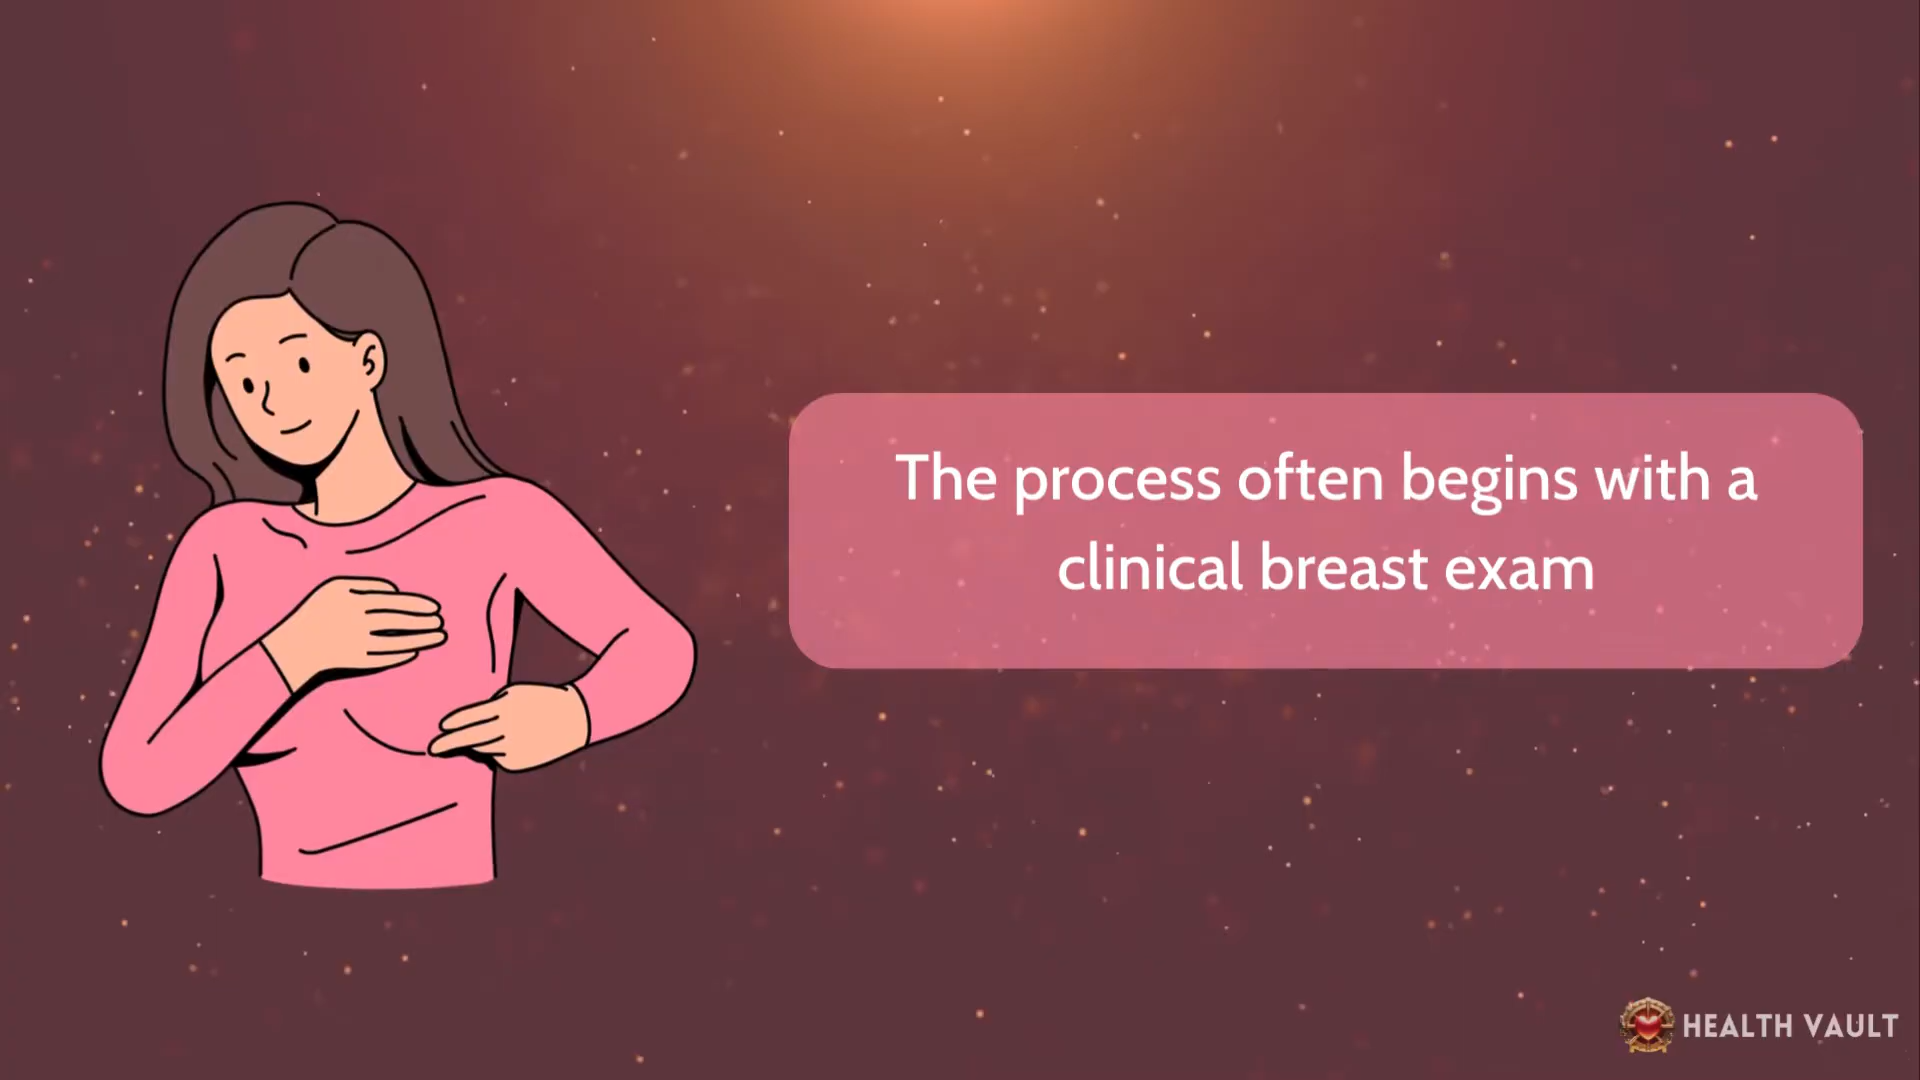 The process often begins with a
clinical breast exam
HEALTH VAULT